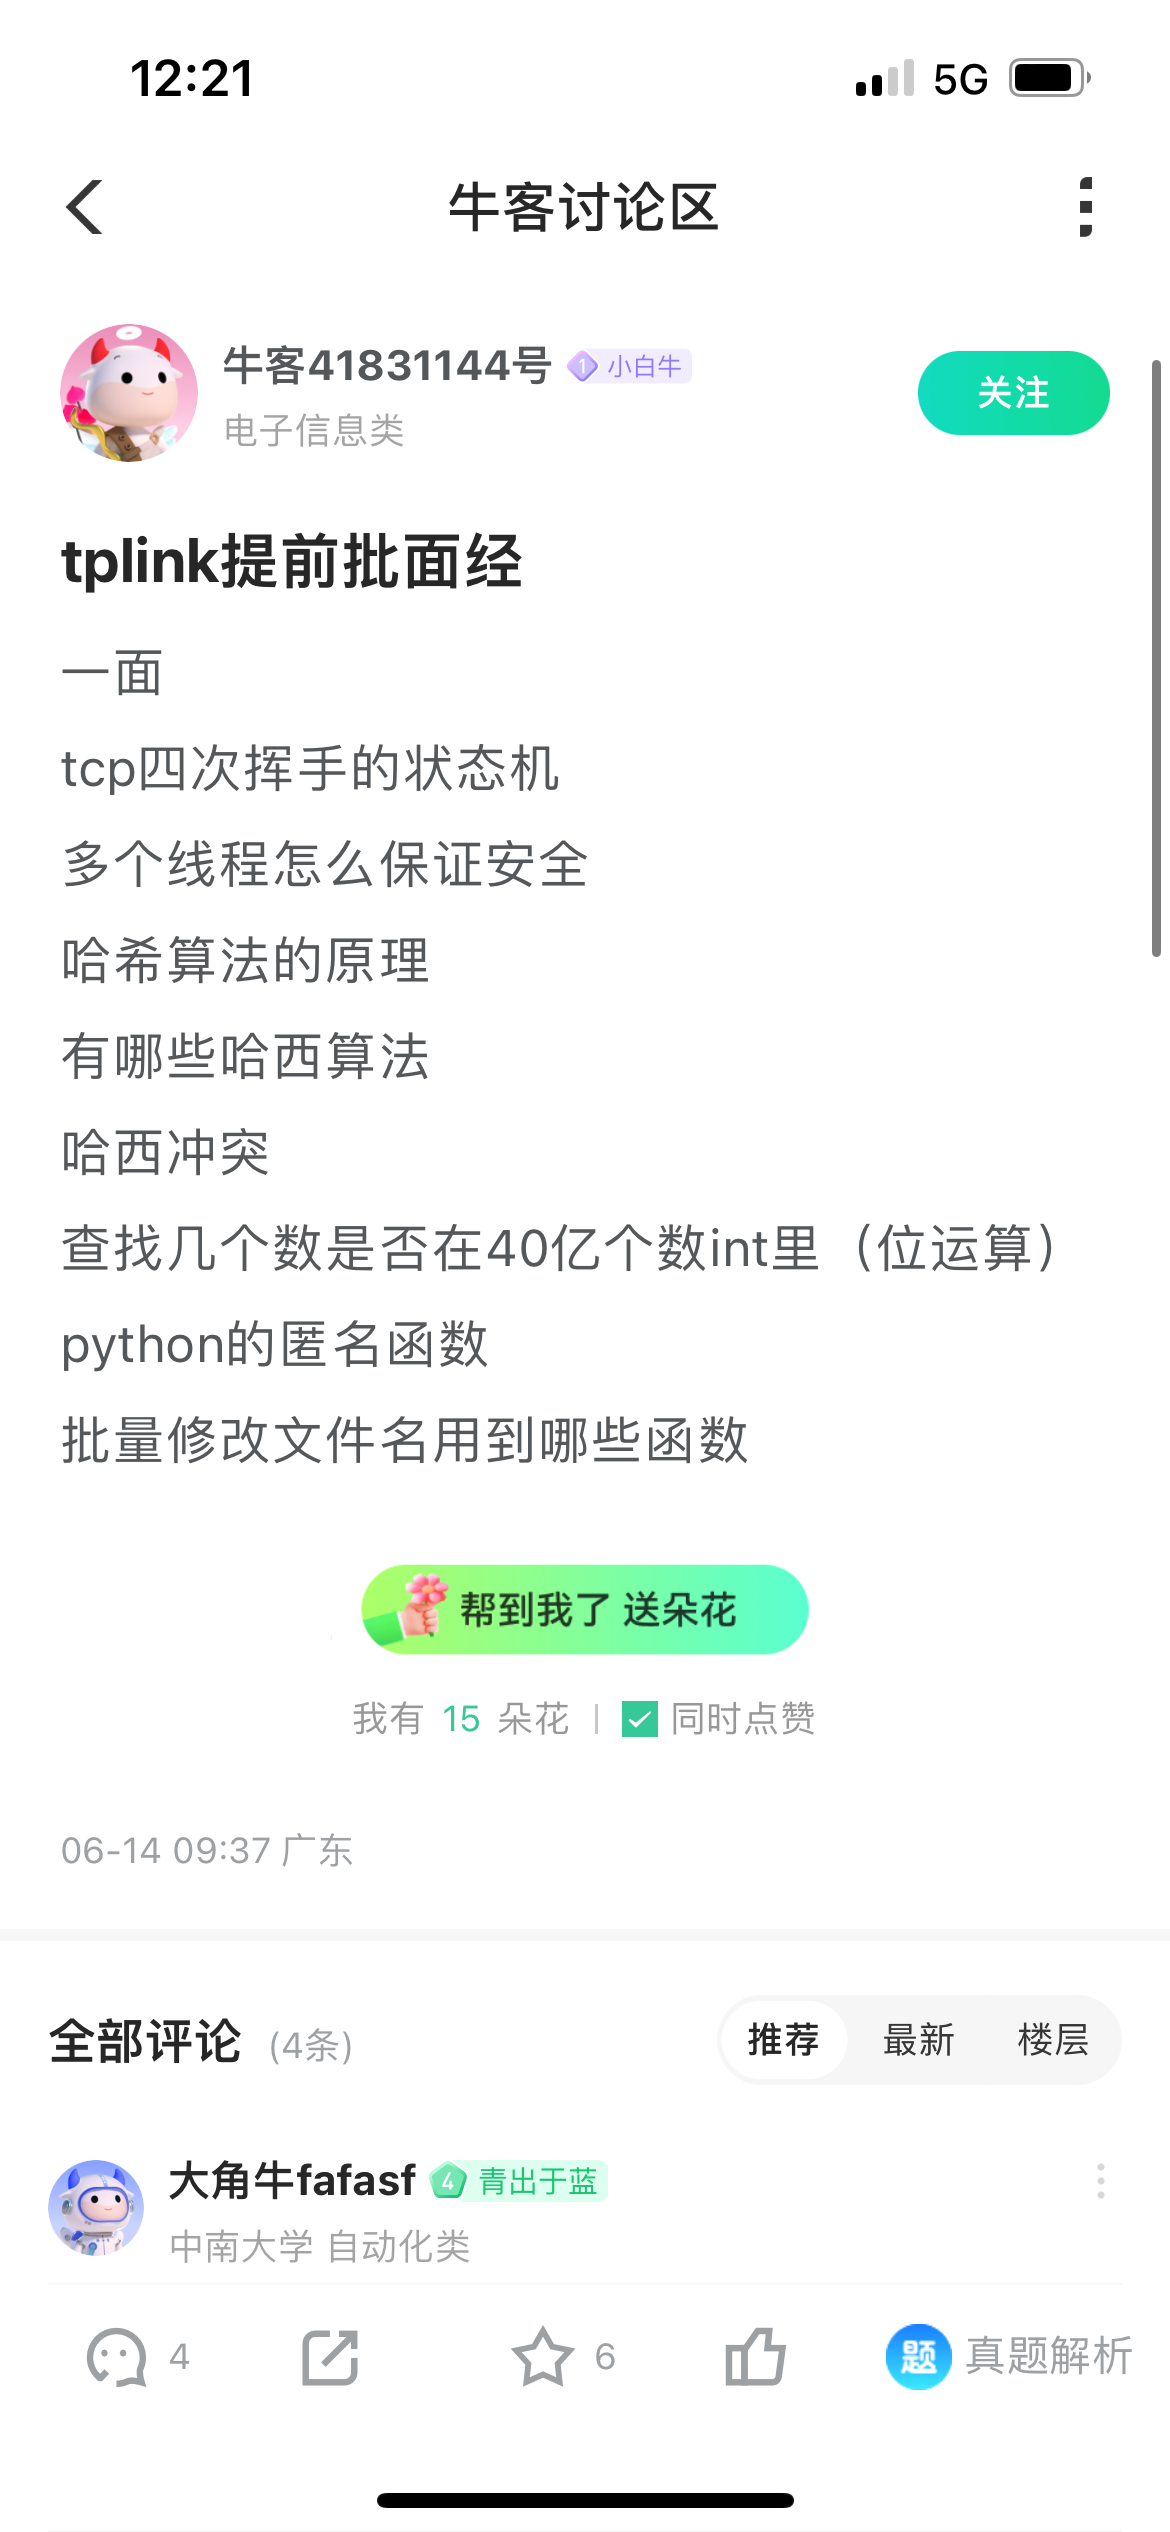 12:21
5G
牛客讨论区
牛客41831144号
1 小白牛
电子信息类
关注
tplink提前批面经
一面
tcp四次挥手的状态机
多个线程怎么保证安全
哈希算法的原理
有哪些哈西算法
哈西冲突
查找几个数是否在40亿个数int里（位运算）
python的匿名函数
批量修改文件名用到哪些函数
帮到我了 送朵花
我有 15 朵花 | 同时点赞
06-14 09:37 广东
全部评论 (4条)
推荐 最新 楼层
大角牛fafasf
4 青出于蓝
中南大学 自动化类
4
6
题 真题解析